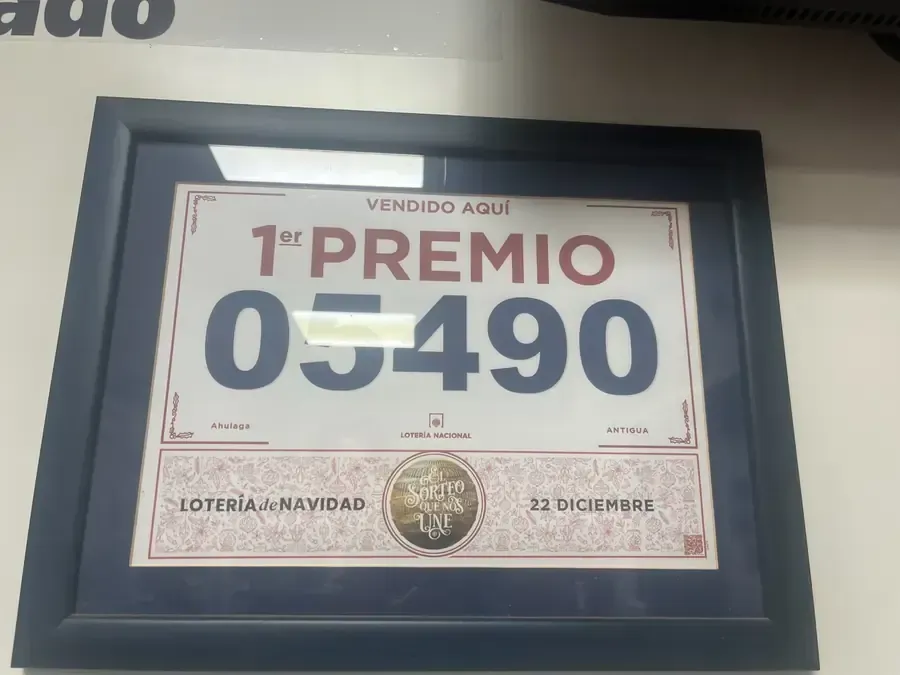 ado
VENDIDO AQUÍ
1er PREMIO
05490
Ahulaga
ANTIGUA
LOTERÍA NACIONAL
LOTERÍA de NAVIDAD
EL
SORTEO
QUE NOS
UNE
22 DICIEMBRE